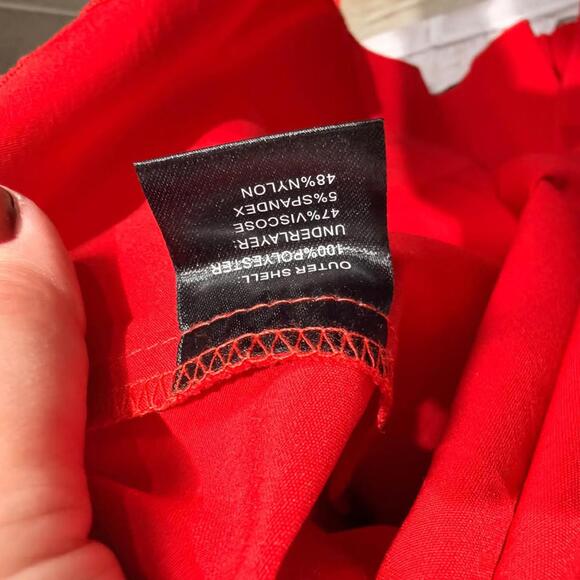 OUTER SHELL:
100%POLYESTER
UNDERLAYER:
47%VISCOSE
5%SPANDEX
48%NYLON